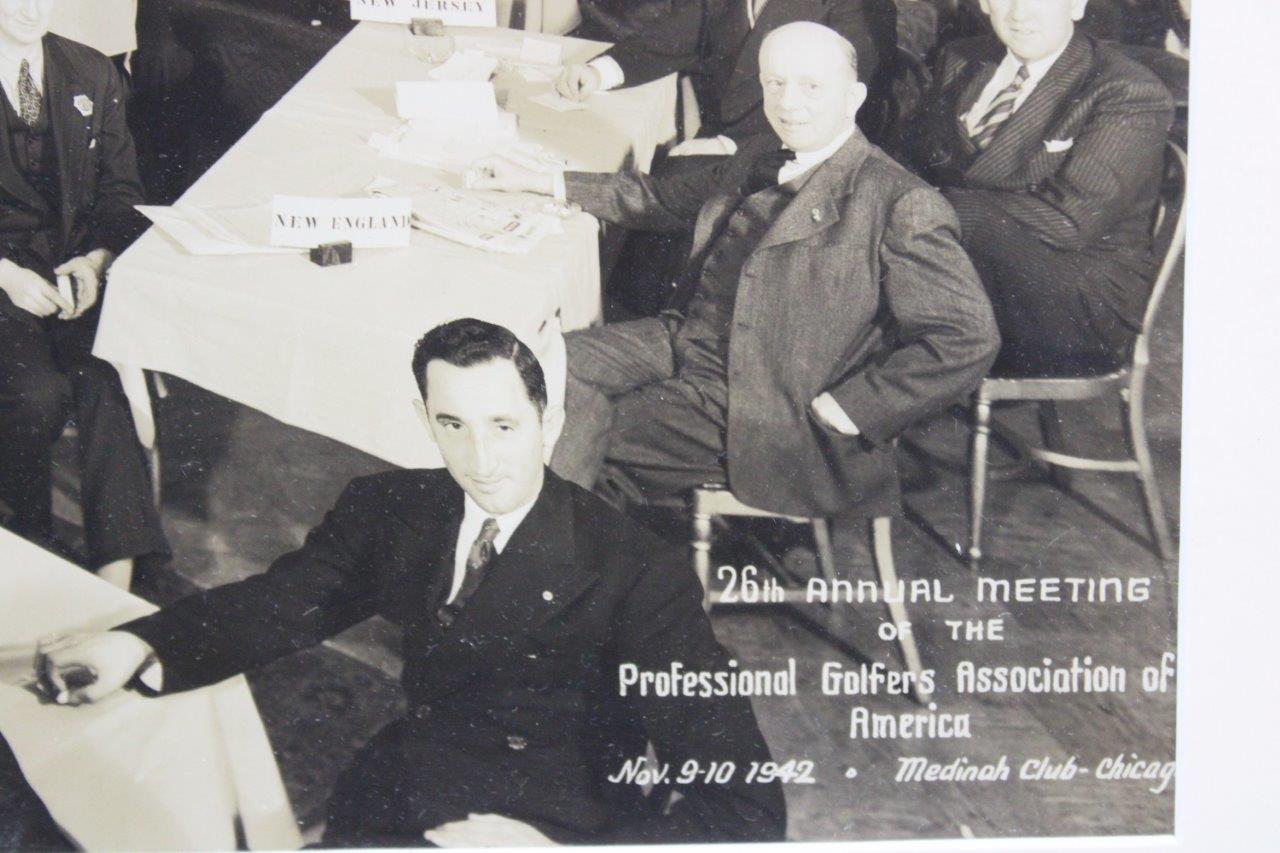 NEW JERSEY
NEW ENGLAND
26th ANNUAL MEETING
OF THE
Professional Golfers Association of
America
Nov. 9-10 1942 • Medinah Club - Chicag